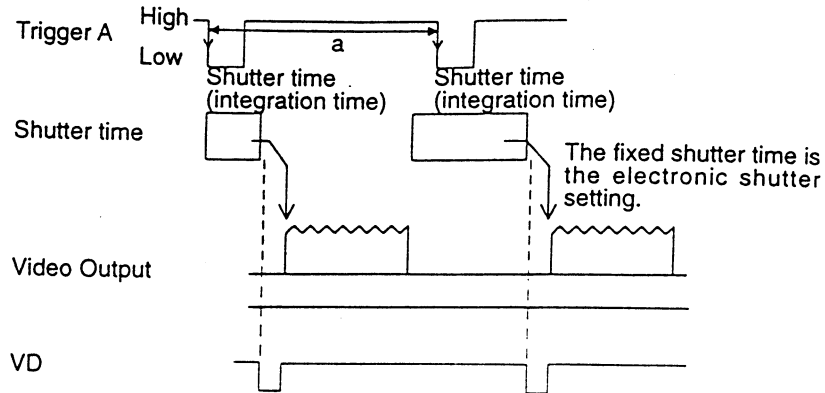 Trigger A
High
Low
a
Shutter time
(integration time)
Shutter time
(integration time)
Shutter time
The fixed shutter time is
the electronic shutter
setting.
Video Output
VD